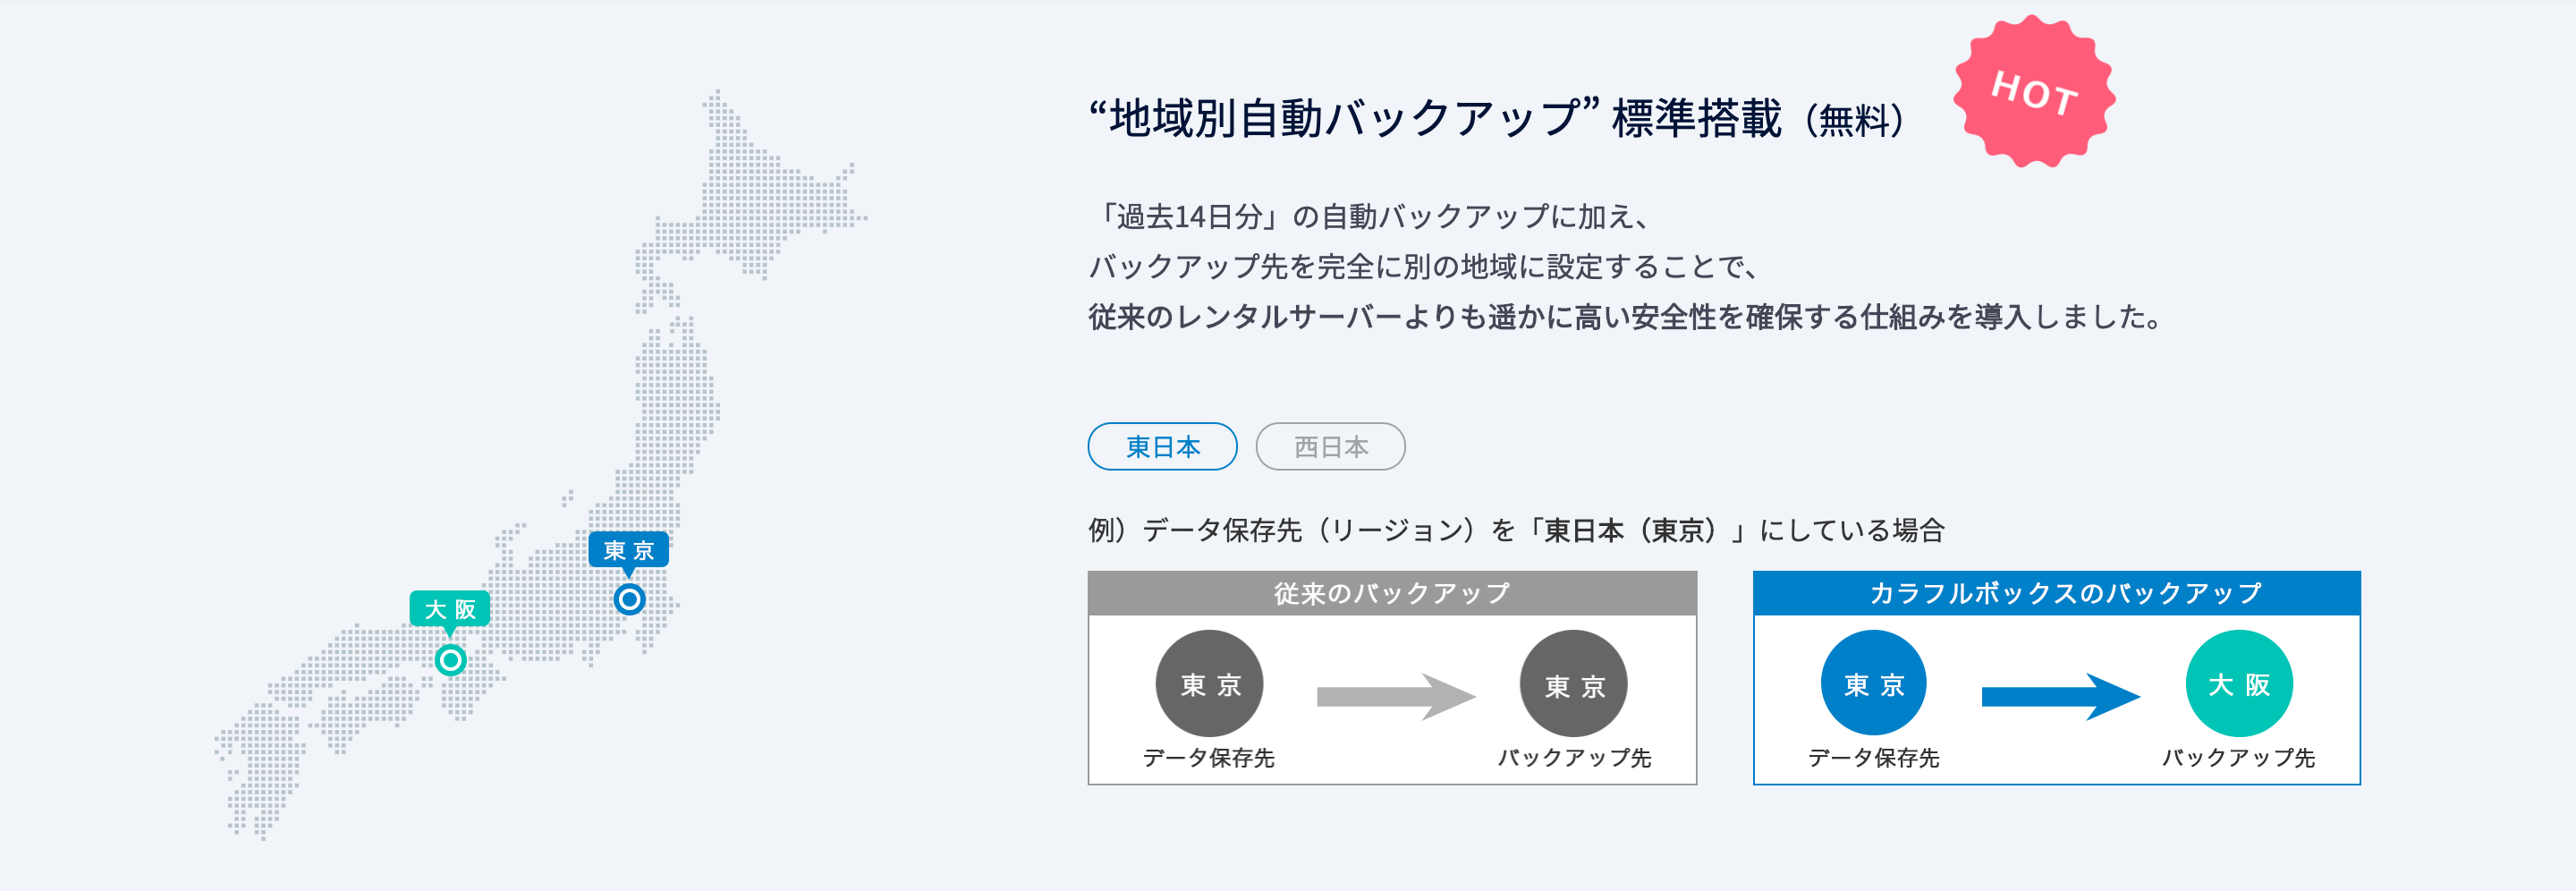 “地域別自動バックアップ” 標準搭載（無料）
HOT
「過去14日分」の自動バックアップに加え、
バックアップ先を完全に別の地域に設定することで、
従来のレンタルサーバーよりも遥かに高い安全性を確保する仕組みを導入しました。
東日本
西日本
例）データ保存先（リージョン）を「東日本（東京）」にしている場合
従来のバックアップ
東京
東京
データ保存先
バックアップ先
カラフルボックスのバックアップ
東京
大阪
データ保存先
バックアップ先
東京
大阪